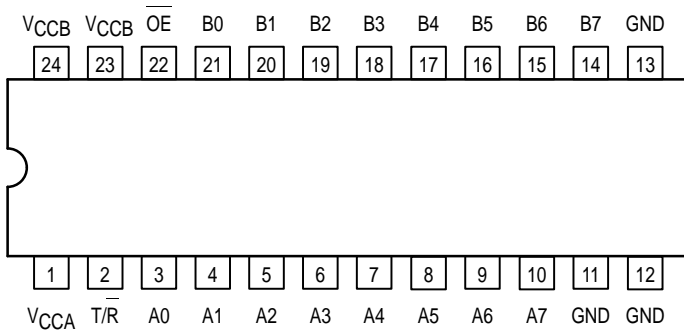 VCCB VCCB OE B0 B1 B2 B3 B4 B5 B6 B7 GND
24 23 22 21 20 19 18 17 16 15 14 13
1 2 3 4 5 6 7 8 9 10 11 12
VCCA T/R A0 A1 A2 A3 A4 A5 A6 A7 GND GND